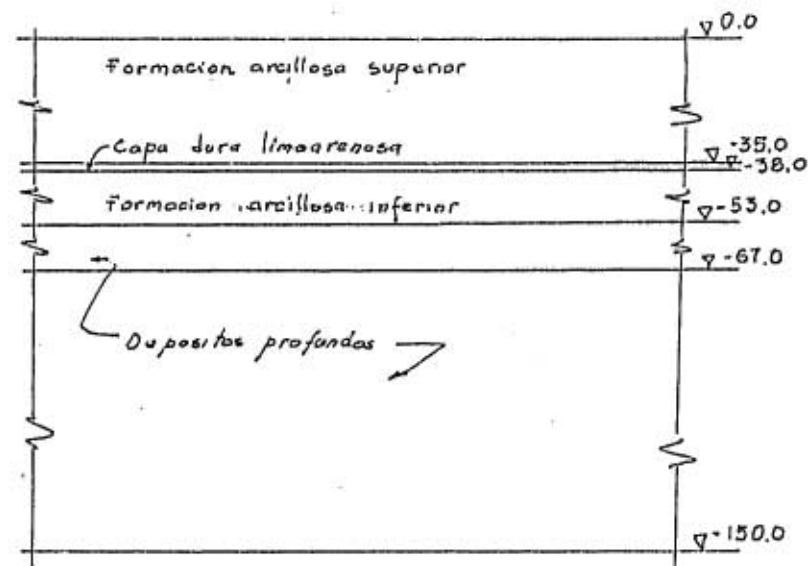 0.0
Formacion arcillosa superior
Capa dura limoarenosa
-35.0
-38.0
Formacion arcillosa inferior
-53.0
-67.0
Depositos profundos
-150.0